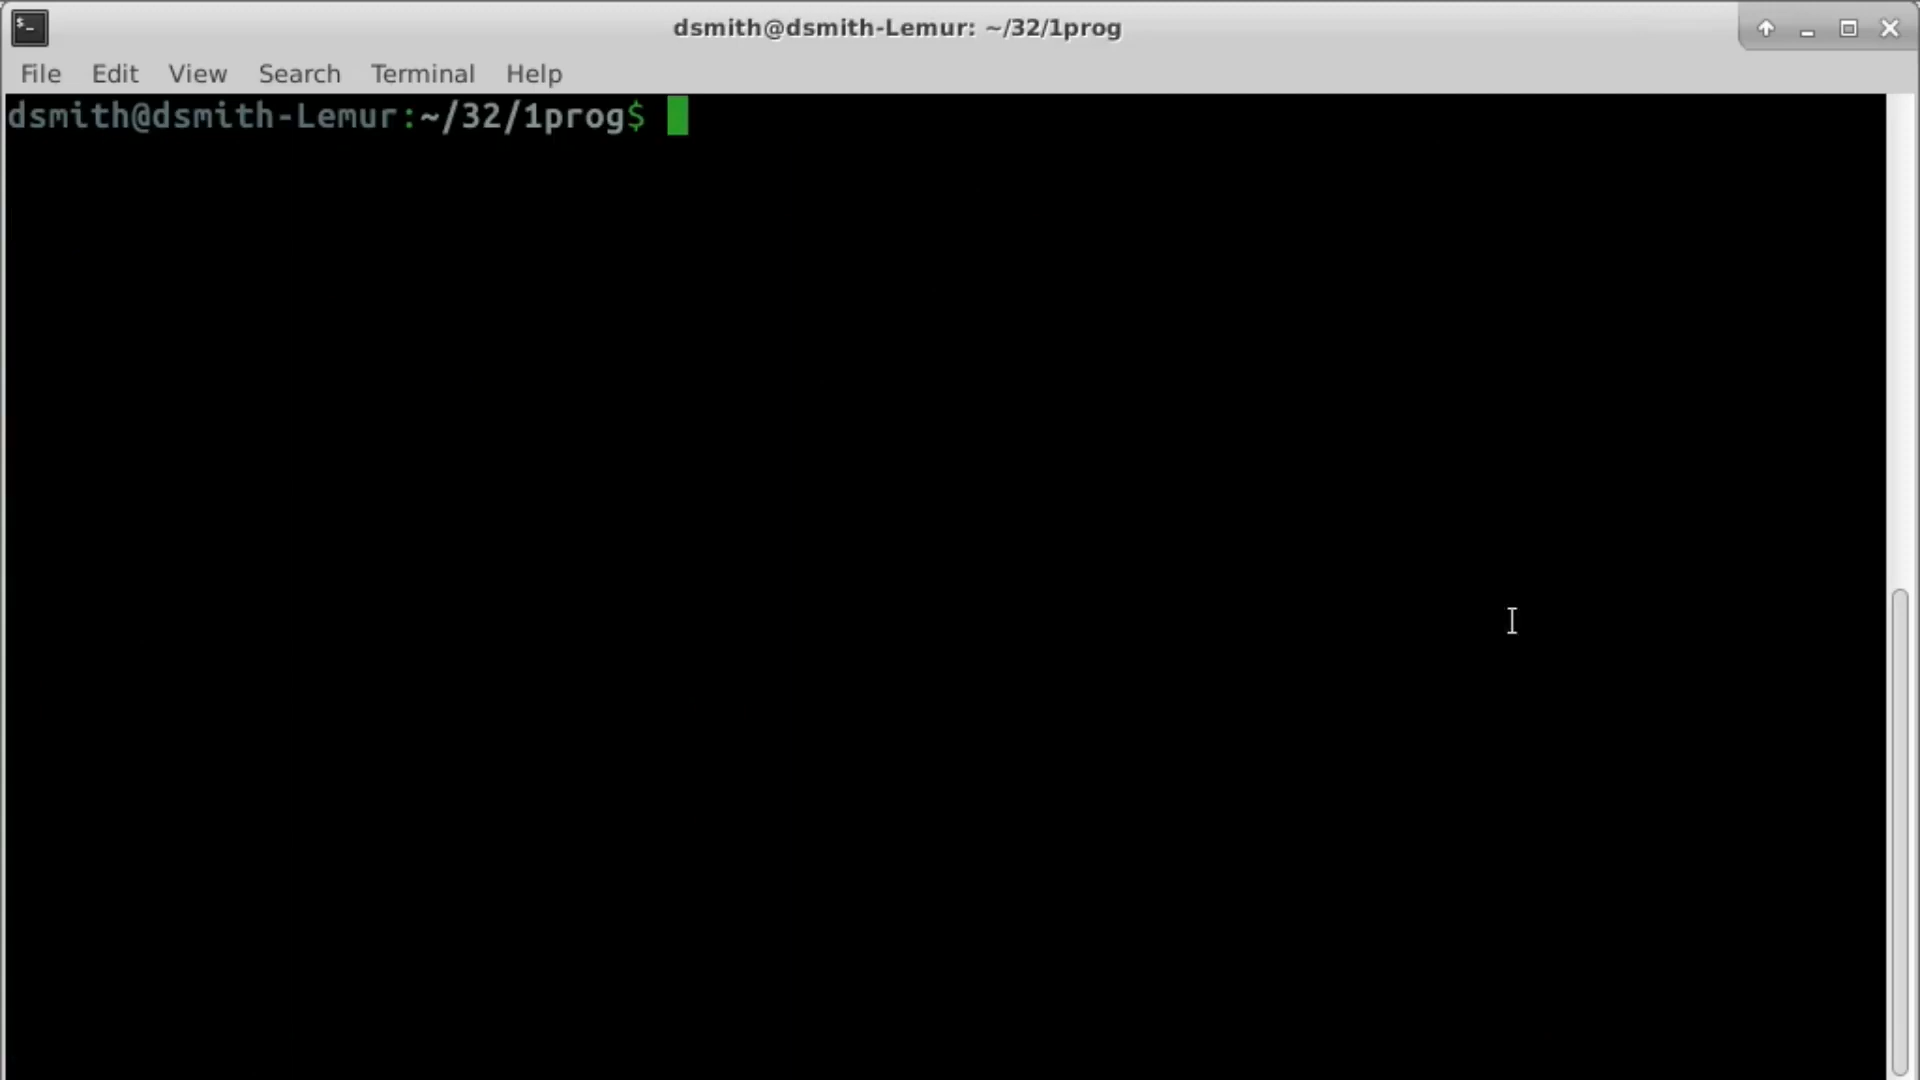 $_
dsmith@dsmith-Lemur: ~/32/1prog
File Edit View Search Terminal Help
dsmith@dsmith-Lemur:~/32/1prog$